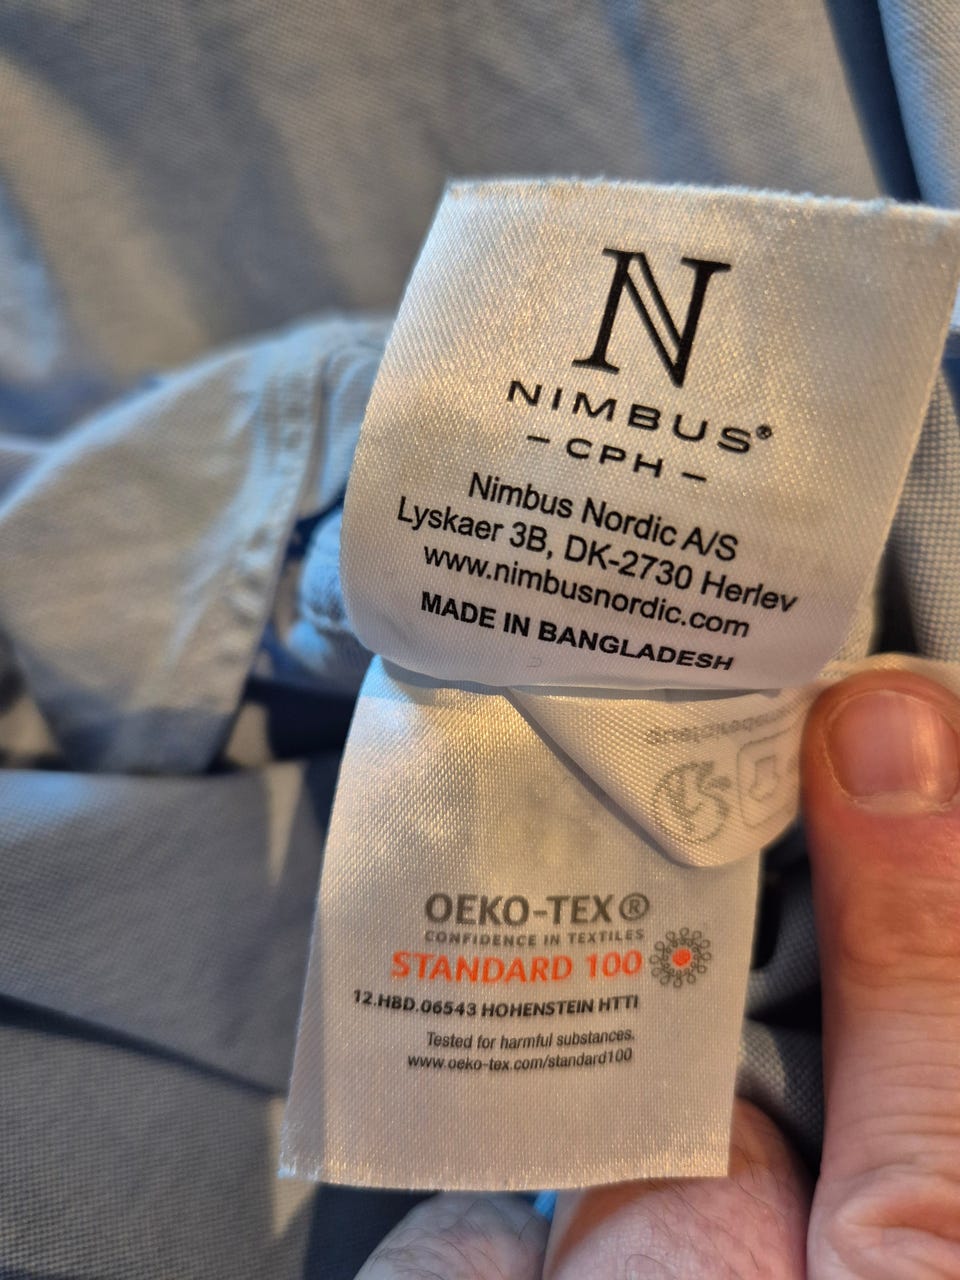 N
NIMBUS®
- CPH -
Nimbus Nordic A/S
Lyskaer 3B, DK-2730 Herlev
www.nimbusnordic.com
MADE IN BANGLADESH
OEKO-TEX®
CONFIDENCE IN TEXTILES
STANDARD 100
12.HBD.06543 HOHENSTEIN HTTI
Tested for harmful substances.
www.oeko-tex.com/standard100